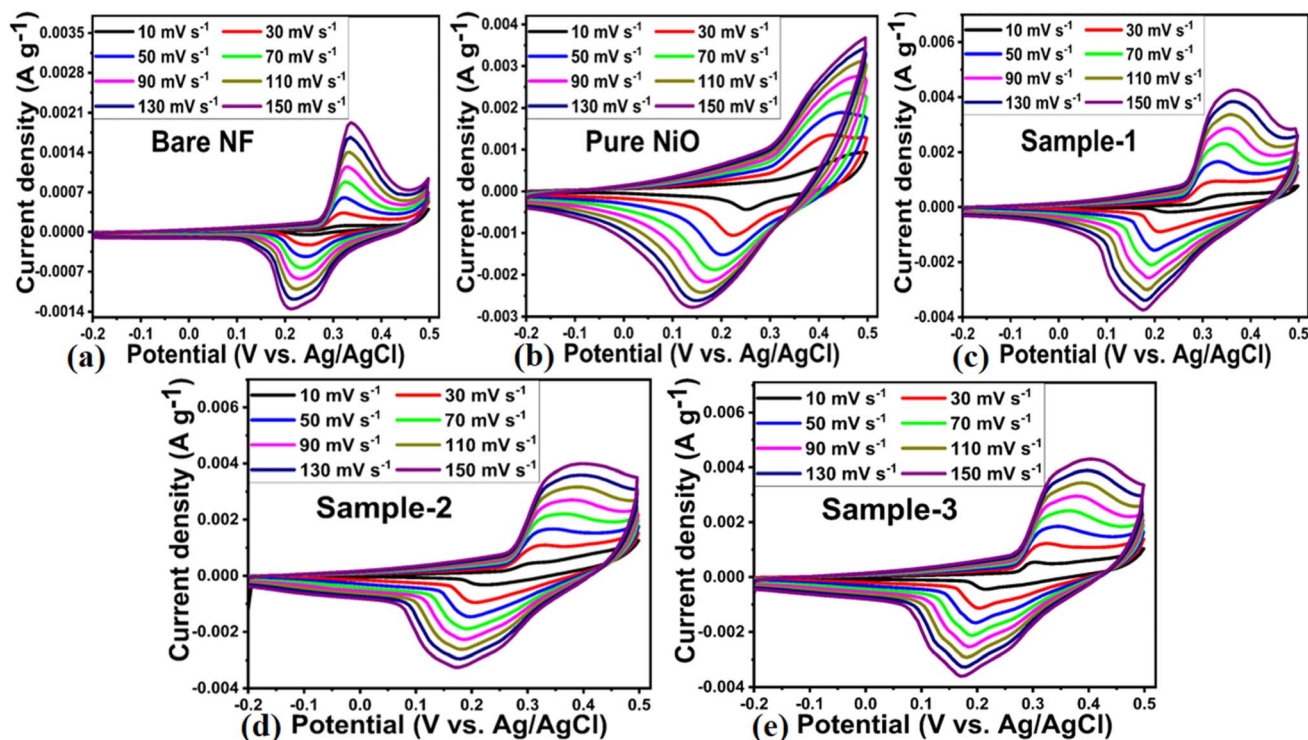 Current density (A g⁻¹)
0.0035
0.0028
0.0021
0.0014
0.0007
0.0000
-0.0007
-0.0014
10 mV s⁻¹ 30 mV s⁻¹
50 mV s⁻¹ 70 mV s⁻¹
90 mV s⁻¹ 110 mV s⁻¹
130 mV s⁻¹ 150 mV s⁻¹
Bare NF
-0.2 -0.1 0.0 0.1 0.2 0.3 0.4 0.5
(a) Potential (V vs. Ag/AgCl)
Current density (A g⁻¹)
0.004
0.003
0.002
0.001
0.000
-0.001
-0.002
-0.003
10 mV s⁻¹ 30 mV s⁻¹
50 mV s⁻¹ 70 mV s⁻¹
90 mV s⁻¹ 110 mV s⁻¹
130 mV s⁻¹ 150 mV s⁻¹
Pure NiO
-0.2 -0.1 0.0 0.1 0.2 0.3 0.4 0.5
(b) Potential (V vs. Ag/AgCl)
Current density (A g⁻¹)
0.006
0.004
0.002
0.000
-0.002
-0.004
10 mV s⁻¹ 30 mV s⁻¹
50 mV s⁻¹ 70 mV s⁻¹
90 mV s⁻¹ 110 mV s⁻¹
130 mV s⁻¹ 150 mV s⁻¹
Sample-1
-0.2 -0.1 0.0 0.1 0.2 0.3 0.4 0.5
(c) Potential (V vs. Ag/AgCl)
Current density (A g⁻¹)
0.006
0.004
0.002
0.000
-0.002
-0.004
10 mV s⁻¹ 30 mV s⁻¹
50 mV s⁻¹ 70 mV s⁻¹
90 mV s⁻¹ 110 mV s⁻¹
130 mV s⁻¹ 150 mV s⁻¹
Sample-2
-0.2 -0.1 0.0 0.1 0.2 0.3 0.4 0.5
(d) Potential (V vs. Ag/AgCl)
Current density (A g⁻¹)
0.006
0.004
0.002
0.000
-0.002
-0.004
10 mV s⁻¹ 30 mV s⁻¹
50 mV s⁻¹ 70 mV s⁻¹
90 mV s⁻¹ 110 mV s⁻¹
130 mV s⁻¹ 150 mV s⁻¹
Sample-3
-0.2 -0.1 0.0 0.1 0.2 0.3 0.4 0.5
(e) Potential (V vs. Ag/AgCl)